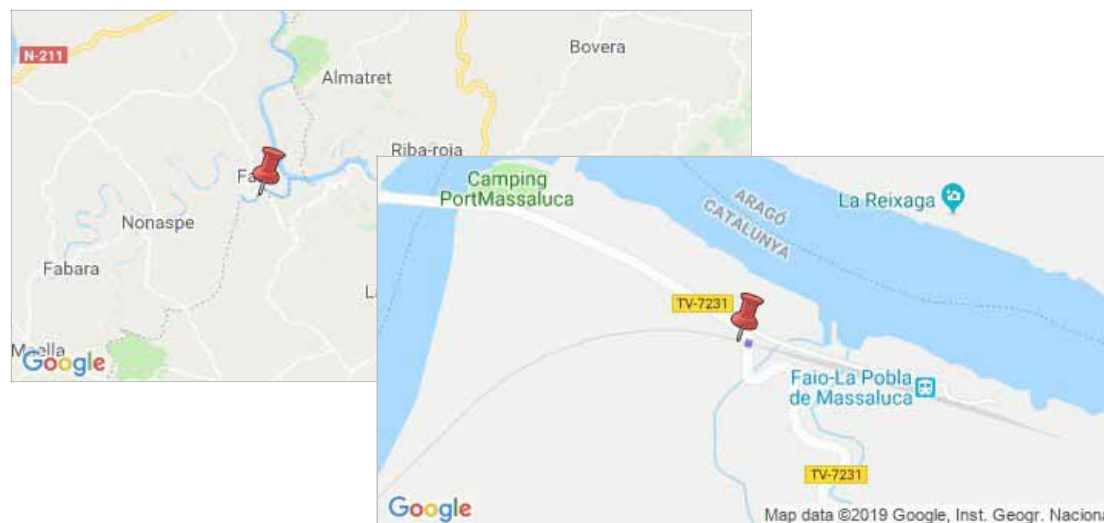 N-211
Bovera
Almatret
Riba-roja
Nonaspe
Fabara
Google
Camping
PortMassaluca
La Reixaga
ARAGÓ
CATALUNYA
TV-7231
Faio-La Pobla
de Massaluca
TV-7231
Google
Map data ©2019 Google, Inst. Geogr. Naciona